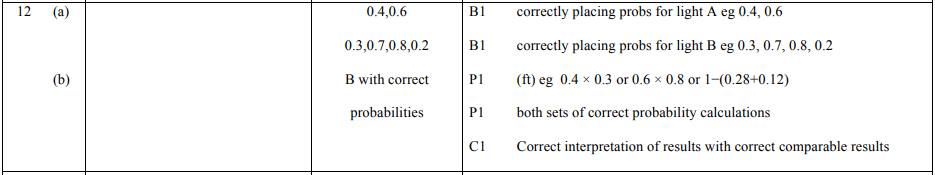 12 (a) 0.4,0.6 B1 correctly placing probs for light A eg 0.4, 0.6
0.3,0.7,0.8,0.2 B1 correctly placing probs for light B eg 0.3, 0.7, 0.8, 0.2
(b) B with correct P1 (ft) eg 0.4 × 0.3 or 0.6 × 0.8 or 1−(0.28+0.12)
probabilities P1 both sets of correct probability calculations
C1 Correct interpretation of results with correct comparable results